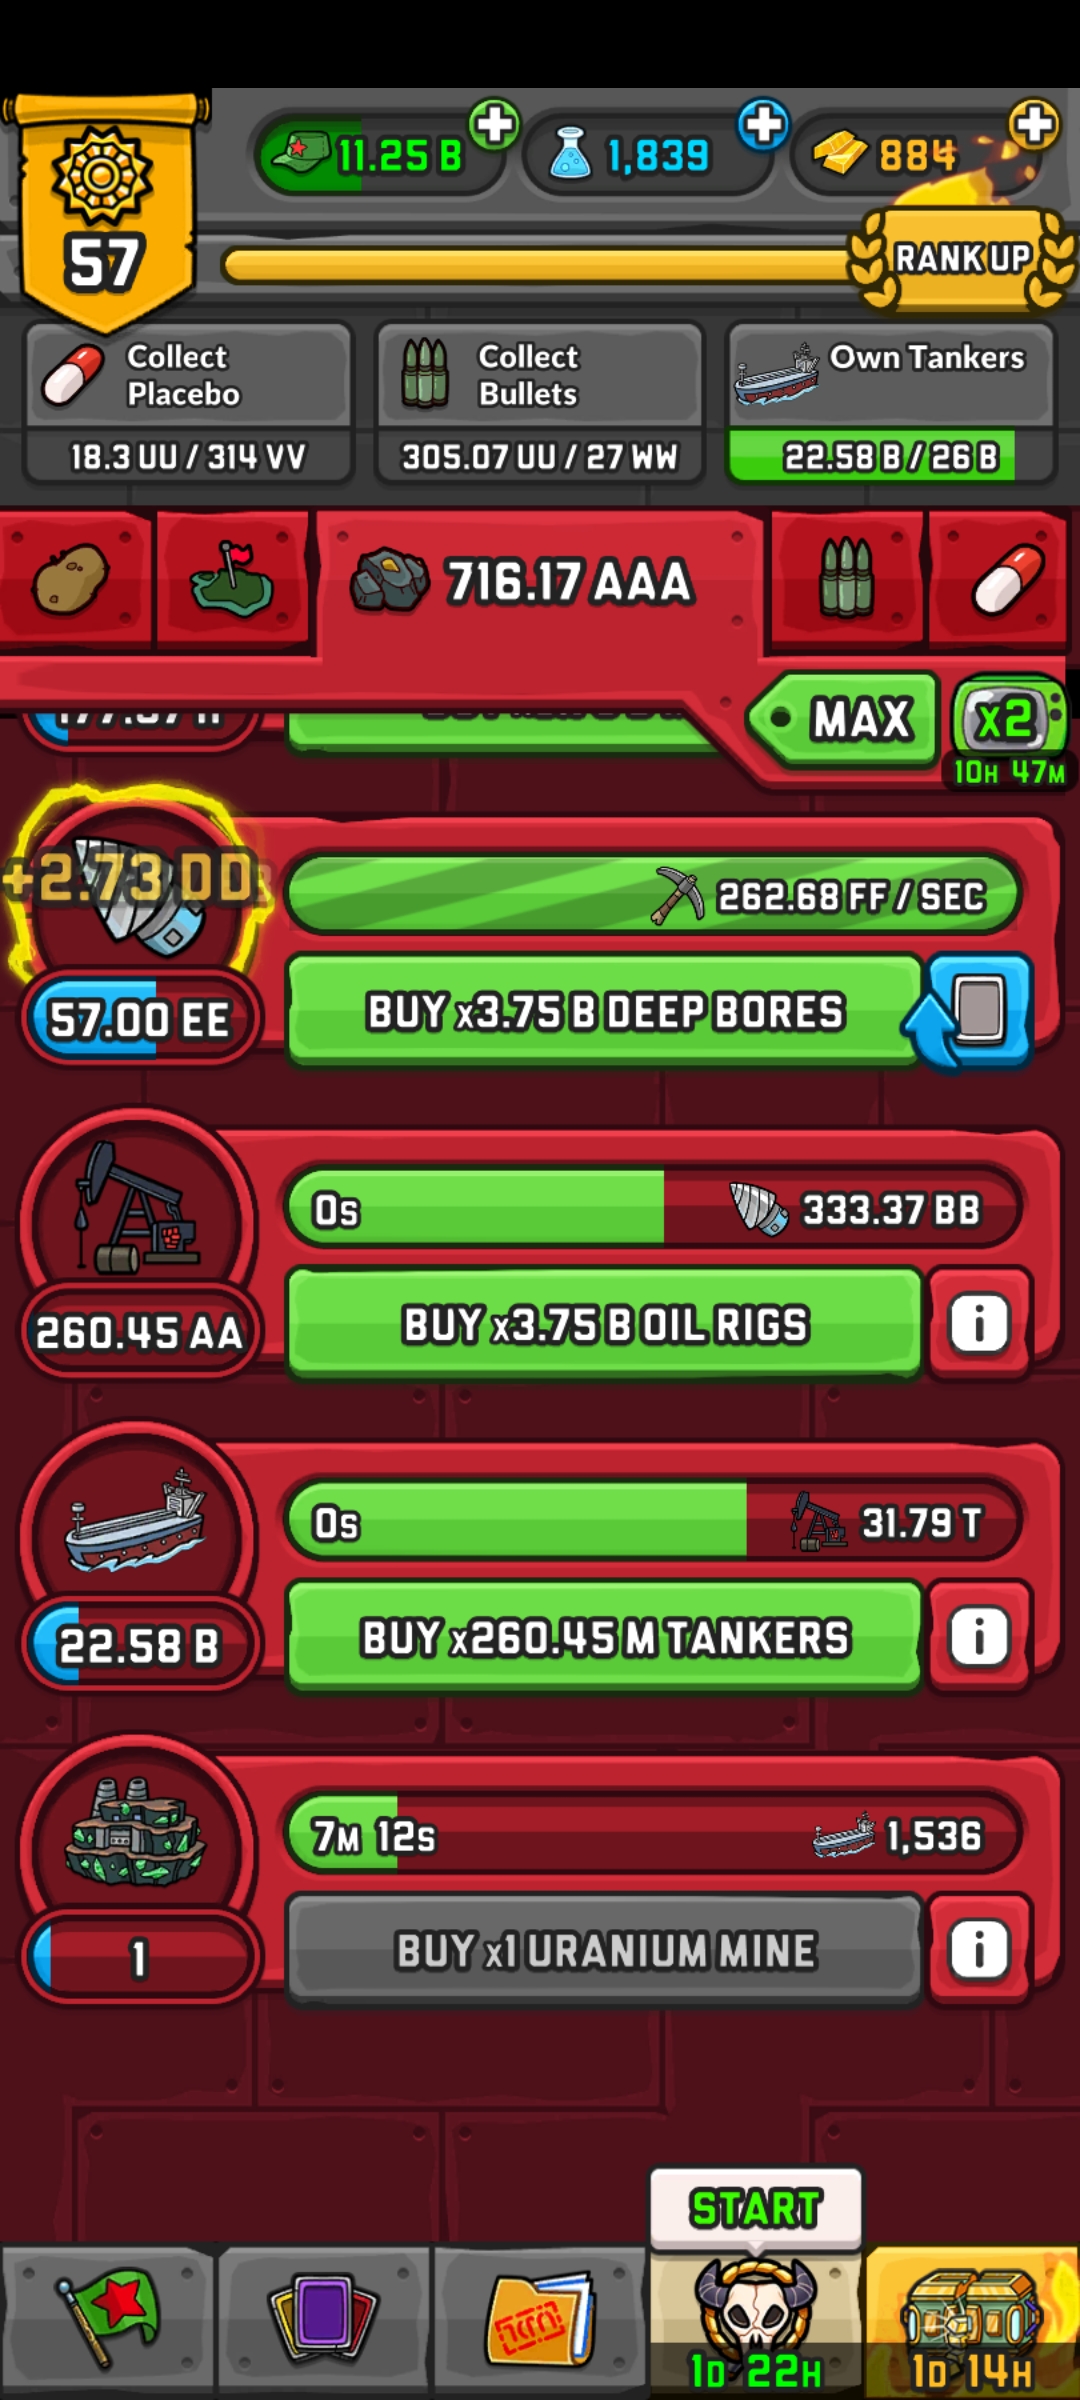 11.25 B
1,839
884
57
RANK UP
Collect
Placebo
18.3 UU / 314 VV
Collect
Bullets
305.07 UU / 27 WW
Own Tankers
22.58 B / 26 B
716.17 AAA
MAX
x2
10H 47M
+2.73 DD
262.68 FF / SEC
57.00 EE
BUY x3.75 B DEEP BORES
0s
333.37 BB
260.45 AA
BUY x3.75 B OIL RIGS
i
0s
31.79 T
22.58 B
BUY x260.45 M TANKERS
i
7M 12s
1,536
1
BUY x1 URANIUM MINE
i
START
1D 22H
1D 14H